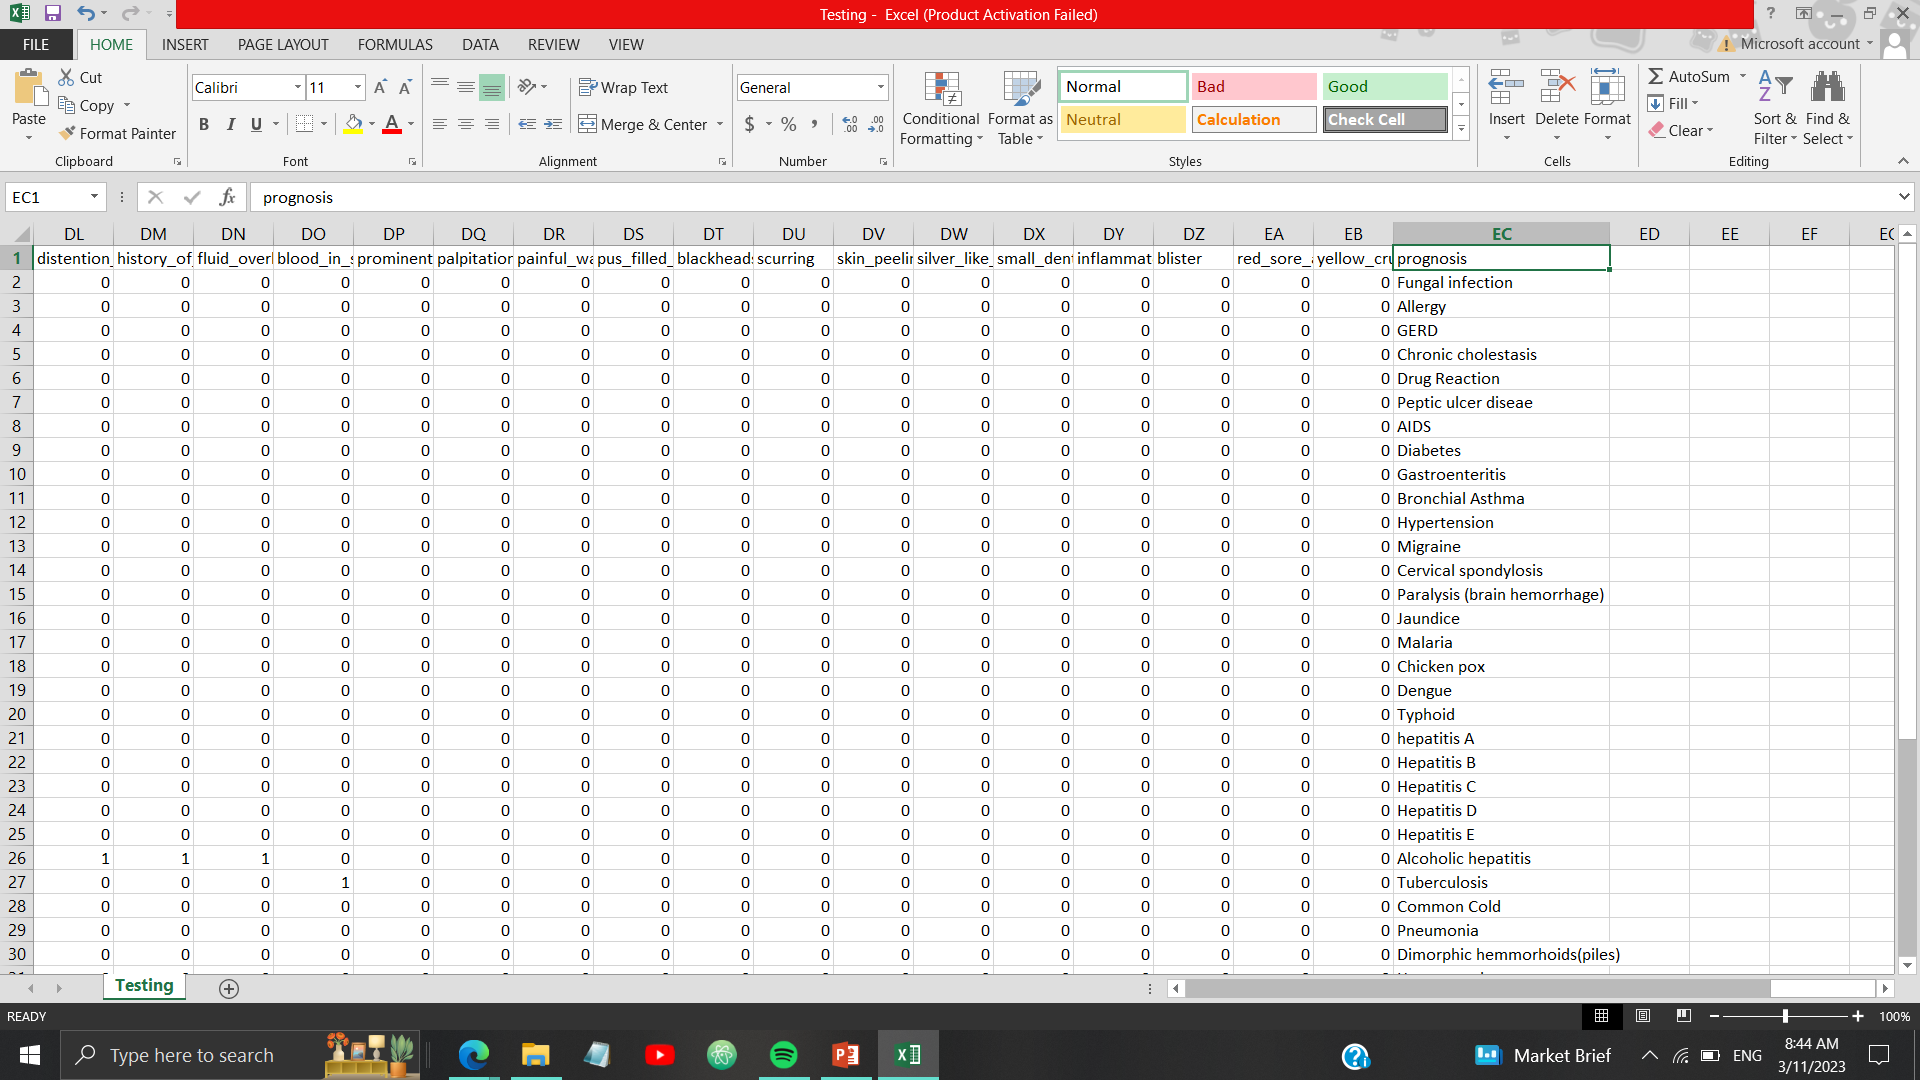 Testing - Excel (Product Activation Failed)
FILE HOME INSERT PAGE LAYOUT FORMULAS DATA REVIEW VIEW Microsoft account
Paste Cut Copy Format Painter Clipboard
Calibri 11 B I U A Font
Wrap Text Merge & Center Alignment
General $ % , Number
Conditional Formatting Format as Table
Normal Bad Good
Neutral Calculation Check Cell
Styles
Insert Delete Format Cells
AutoSum Fill Clear Sort & Filter Find & Select Editing
EC1 fx prognosis
DL DM DN DO DP DQ DR DS DT DU DV DW DX DY DZ EA EB EC ED EE EF
1 distention_ history_of_ fluid_overl blood_in_s prominent palpitation painful_wa pus_filled_ blackheads scurring skin_peelin silver_like_ small_dent inflammat blister red_sore_a yellow_cru prognosis
2 0 0 0 0 0 0 0 0 0 0 0 0 0 0 0 0 0 Fungal infection
3 0 0 0 0 0 0 0 0 0 0 0 0 0 0 0 0 0 Allergy
4 0 0 0 0 0 0 0 0 0 0 0 0 0 0 0 0 0 GERD
5 0 0 0 0 0 0 0 0 0 0 0 0 0 0 0 0 0 Chronic cholestasis
6 0 0 0 0 0 0 0 0 0 0 0 0 0 0 0 0 0 Drug Reaction
7 0 0 0 0 0 0 0 0 0 0 0 0 0 0 0 0 0 Peptic ulcer diseae
8 0 0 0 0 0 0 0 0 0 0 0 0 0 0 0 0 0 AIDS
9 0 0 0 0 0 0 0 0 0 0 0 0 0 0 0 0 0 Diabetes
10 0 0 0 0 0 0 0 0 0 0 0 0 0 0 0 0 0 Gastroenteritis
11 0 0 0 0 0 0 0 0 0 0 0 0 0 0 0 0 0 Bronchial Asthma
12 0 0 0 0 0 0 0 0 0 0 0 0 0 0 0 0 0 Hypertension
13 0 0 0 0 0 0 0 0 0 0 0 0 0 0 0 0 0 Migraine
14 0 0 0 0 0 0 0 0 0 0 0 0 0 0 0 0 0 Cervical spondylosis
15 0 0 0 0 0 0 0 0 0 0 0 0 0 0 0 0 0 Paralysis (brain hemorrhage)
16 0 0 0 0 0 0 0 0 0 0 0 0 0 0 0 0 0 Jaundice
17 0 0 0 0 0 0 0 0 0 0 0 0 0 0 0 0 0 Malaria
18 0 0 0 0 0 0 0 0 0 0 0 0 0 0 0 0 0 Chicken pox
19 0 0 0 0 0 0 0 0 0 0 0 0 0 0 0 0 0 Dengue
20 0 0 0 0 0 0 0 0 0 0 0 0 0 0 0 0 0 Typhoid
21 0 0 0 0 0 0 0 0 0 0 0 0 0 0 0 0 0 hepatitis A
22 0 0 0 0 0 0 0 0 0 0 0 0 0 0 0 0 0 Hepatitis B
23 0 0 0 0 0 0 0 0 0 0 0 0 0 0 0 0 0 Hepatitis C
24 0 0 0 0 0 0 0 0 0 0 0 0 0 0 0 0 0 Hepatitis D
25 0 0 0 0 0 0 0 0 0 0 0 0 0 0 0 0 0 Hepatitis E
26 1 1 1 0 0 0 0 0 0 0 0 0 0 0 0 0 0 Alcoholic hepatitis
27 0 0 0 1 0 0 0 0 0 0 0 0 0 0 0 0 0 Tuberculosis
28 0 0 0 0 0 0 0 0 0 0 0 0 0 0 0 0 0 Common Cold
29 0 0 0 0 0 0 0 0 0 0 0 0 0 0 0 0 0 Pneumonia
30 0 0 0 0 0 0 0 0 0 0 0 0 0 0 0 0 0 Dimorphic hemmorhoids(piles)
Testing
READY 100%
Type here to search Market Brief ENG 8:44 AM
3/11/2023